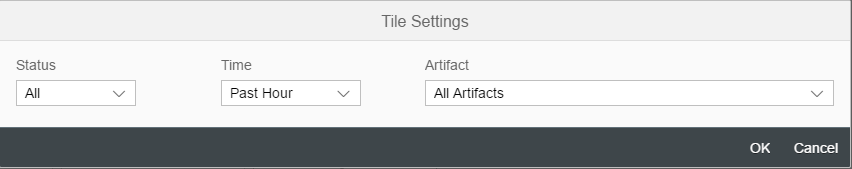 Tile Settings
Status Time Artifact
All Past Hour All Artifacts
OK Cancel